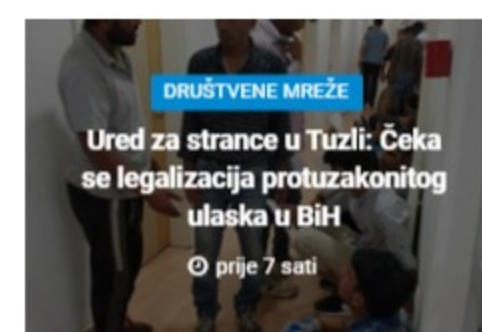 DRUŠTVENE MREŽE
Ured za strance u Tuzli: Čeka
se legalizacija protuzakonitog
ulaska u BiH
prije 7 sati